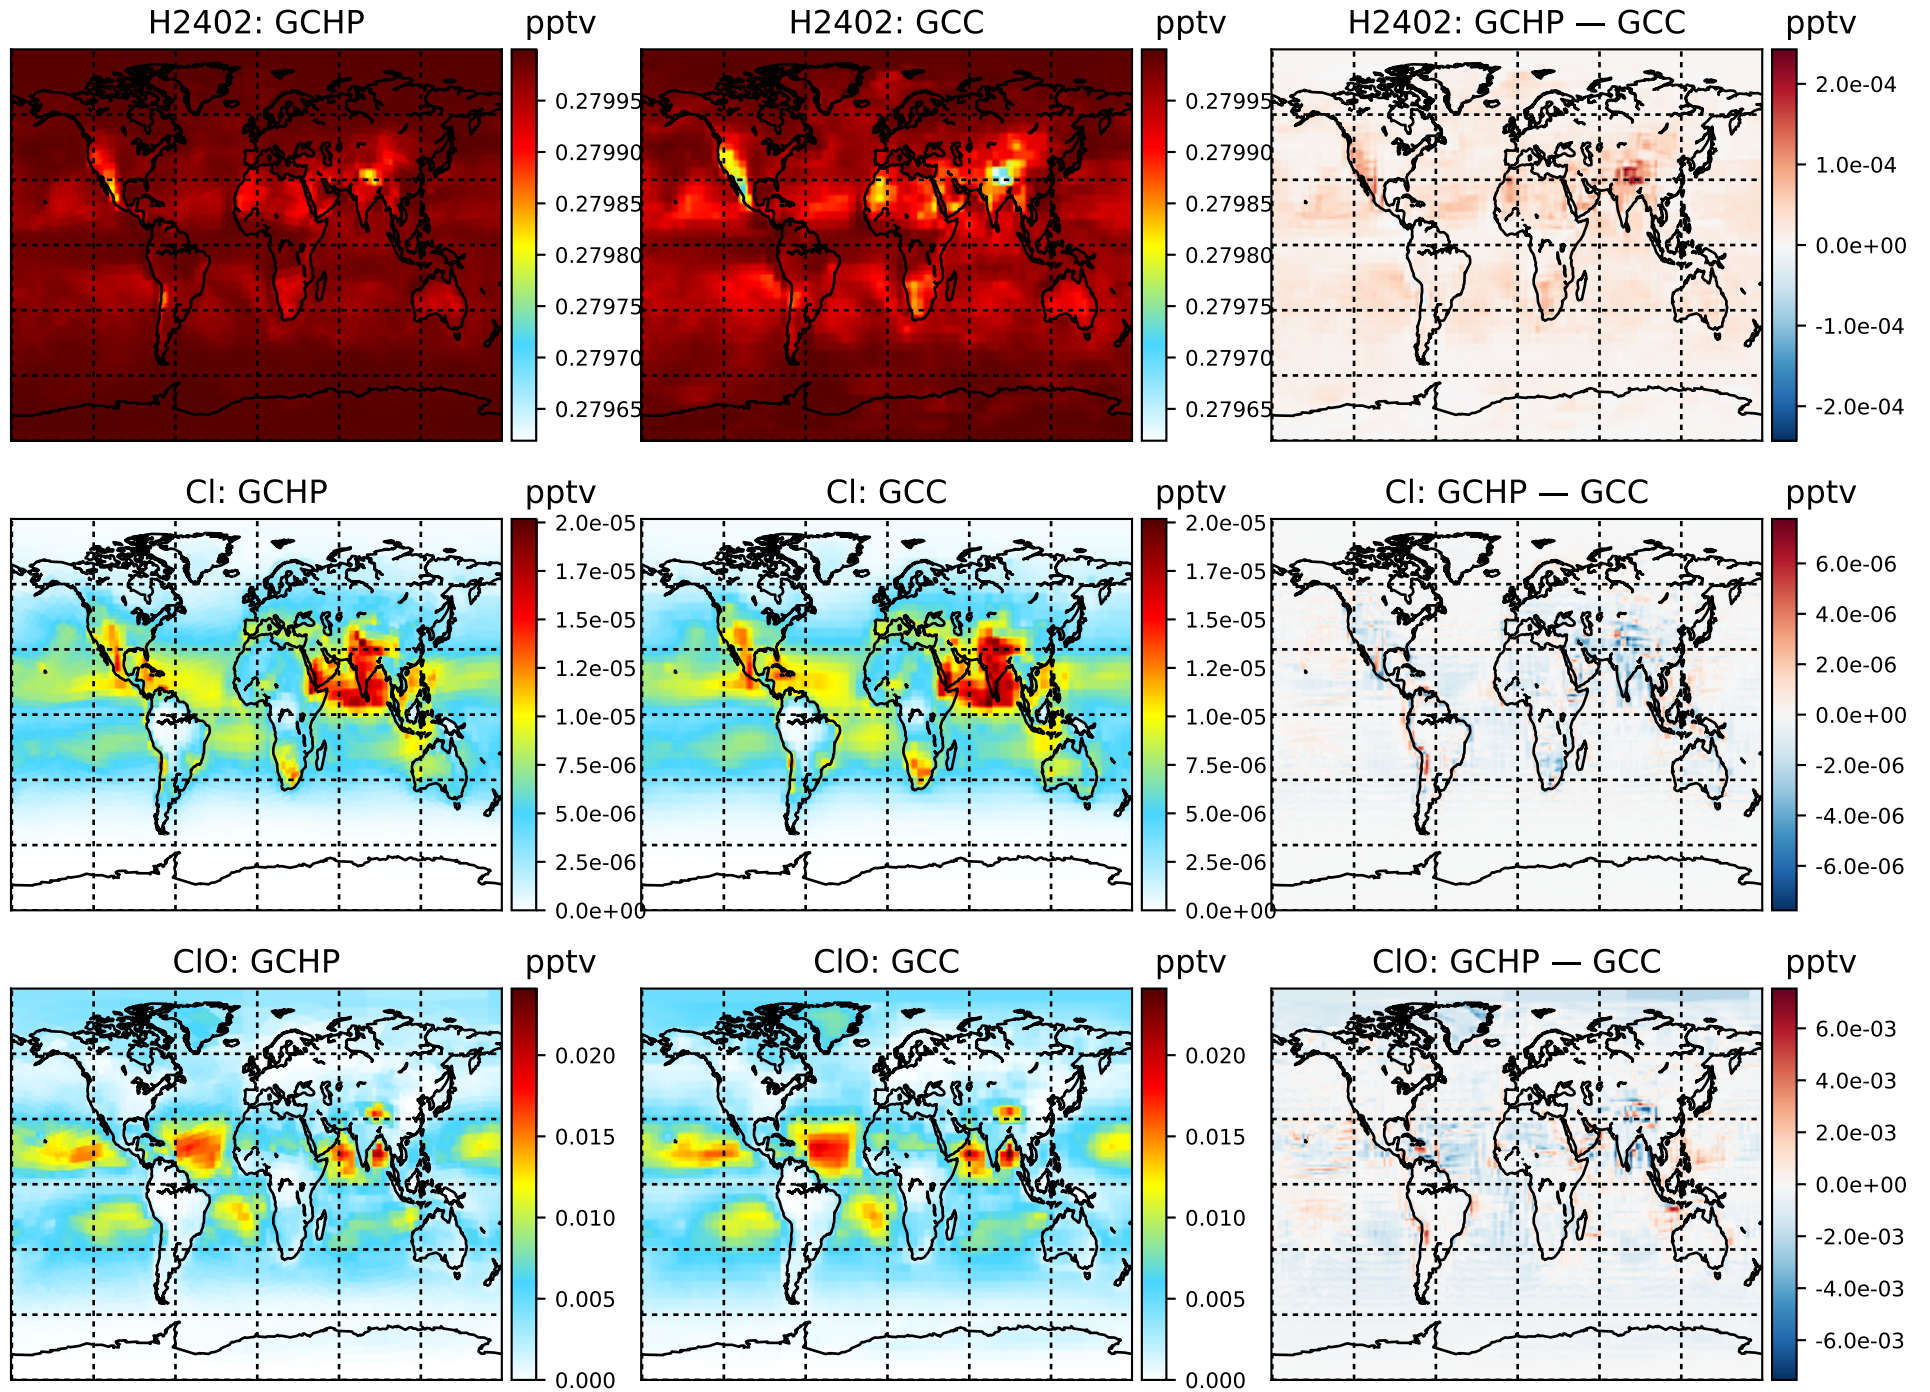 H2402: GCHP pptv H2402: GCC pptv H2402: GCHP — GCC pptv
0.27995 0.27995 2.0e-04
0.27990 0.27990 1.0e-04
0.27985 0.27985 0.0e+00
0.27980 0.27980 -1.0e-04
0.27975 0.27975 -2.0e-04
0.27970 0.27970
0.27965 0.27965
Cl: GCHP pptv Cl: GCC pptv Cl: GCHP — GCC pptv
2.0e-05 2.0e-05 6.0e-06
1.7e-05 1.7e-05 4.0e-06
1.5e-05 1.5e-05 2.0e-06
1.2e-05 1.2e-05 0.0e+00
1.0e-05 1.0e-05 -2.0e-06
7.5e-06 7.5e-06 -4.0e-06
5.0e-06 5.0e-06 -6.0e-06
2.5e-06 2.5e-06
0.0e+00 0.0e+00
ClO: GCHP pptv ClO: GCC pptv ClO: GCHP — GCC pptv
0.020 0.020 6.0e-03
0.015 0.015 4.0e-03
0.010 0.010 2.0e-03
0.005 0.005 0.0e+00
0.000 0.000 -2.0e-03
-4.0e-03
-6.0e-03